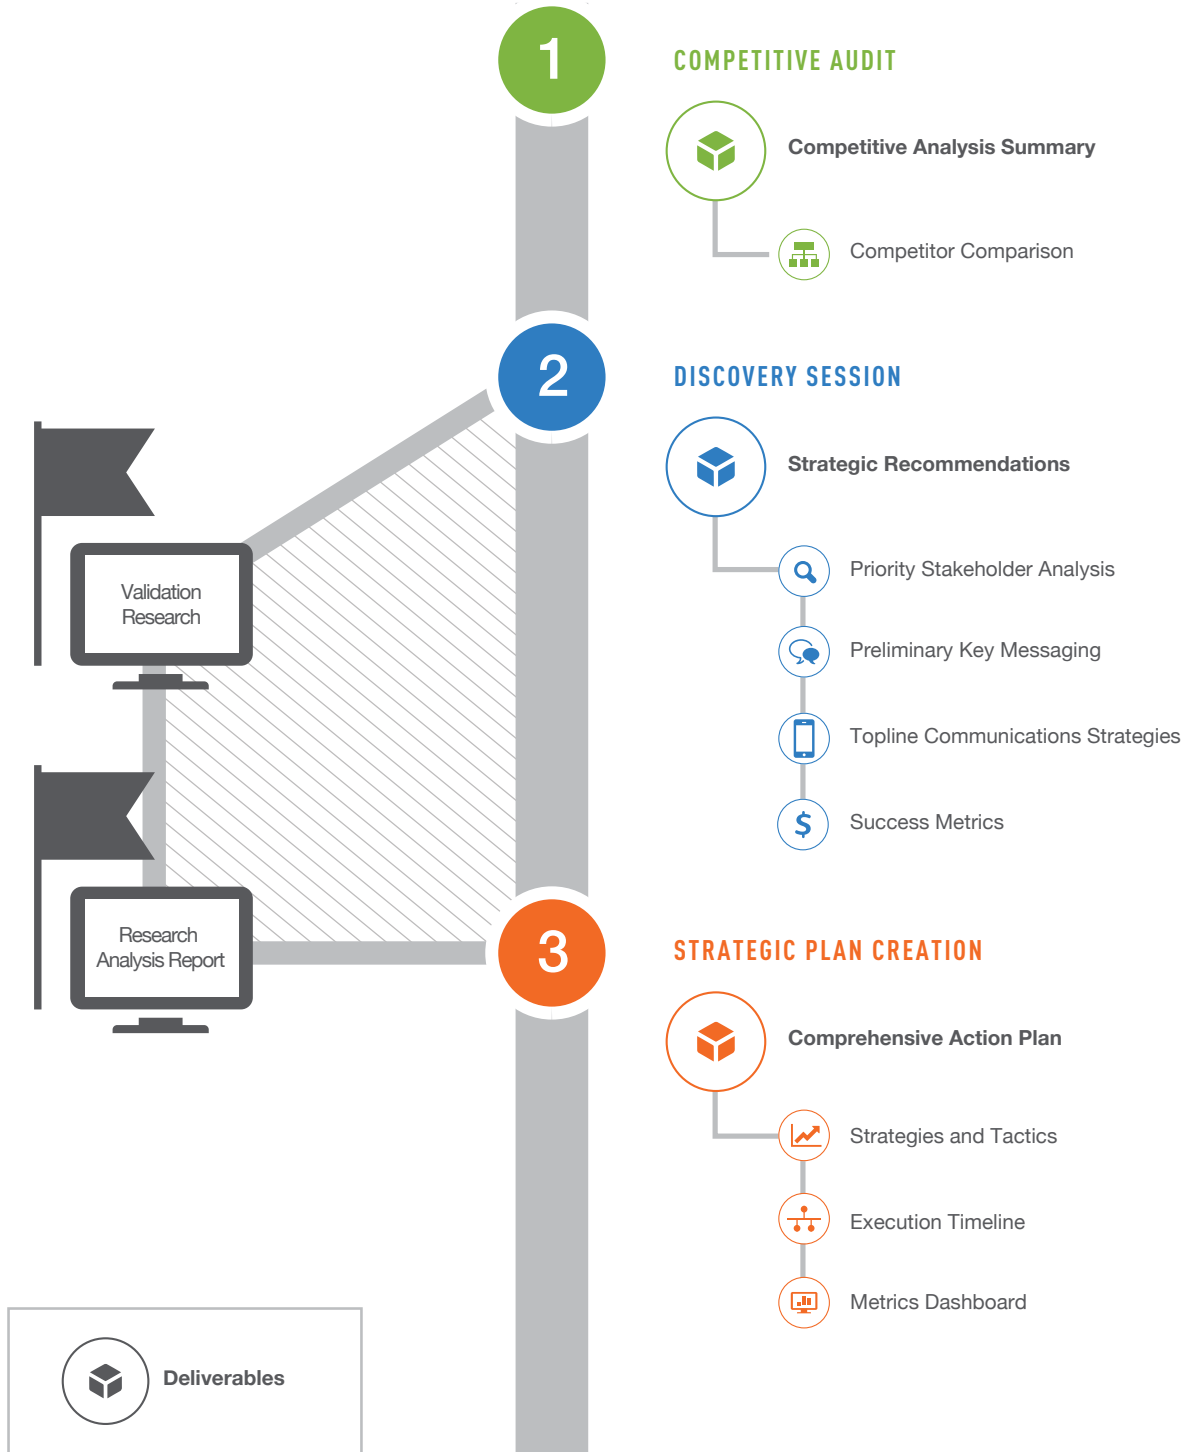 1
COMPETITIVE AUDIT
Competitive Analysis Summary
Competitor Comparison
2
DISCOVERY SESSION
Strategic Recommendations
Priority Stakeholder Analysis
Preliminary Key Messaging
Topline Communications Strategies
$
Success Metrics
Validation
Research
Research
Analysis Report
3
STRATEGIC PLAN CREATION
Comprehensive Action Plan
Strategies and Tactics
Execution Timeline
Metrics Dashboard
Deliverables